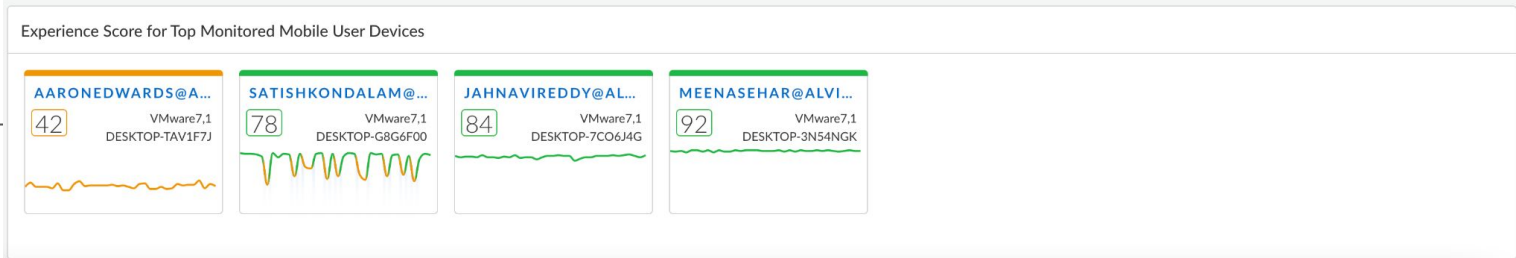 Experience Score for Top Monitored Mobile User Devices
AARONEDWARDS@A...
42
VMware7,1
DESKTOP-TAV1F7J
SATISHKONDALAM@...
78
VMware7,1
DESKTOP-G8G6F00
JAHNAVIREDDY@AL...
84
VMware7,1
DESKTOP-7CO6J4G
MEENASEHAR@ALVI...
92
VMware7,1
DESKTOP-3N54NGK